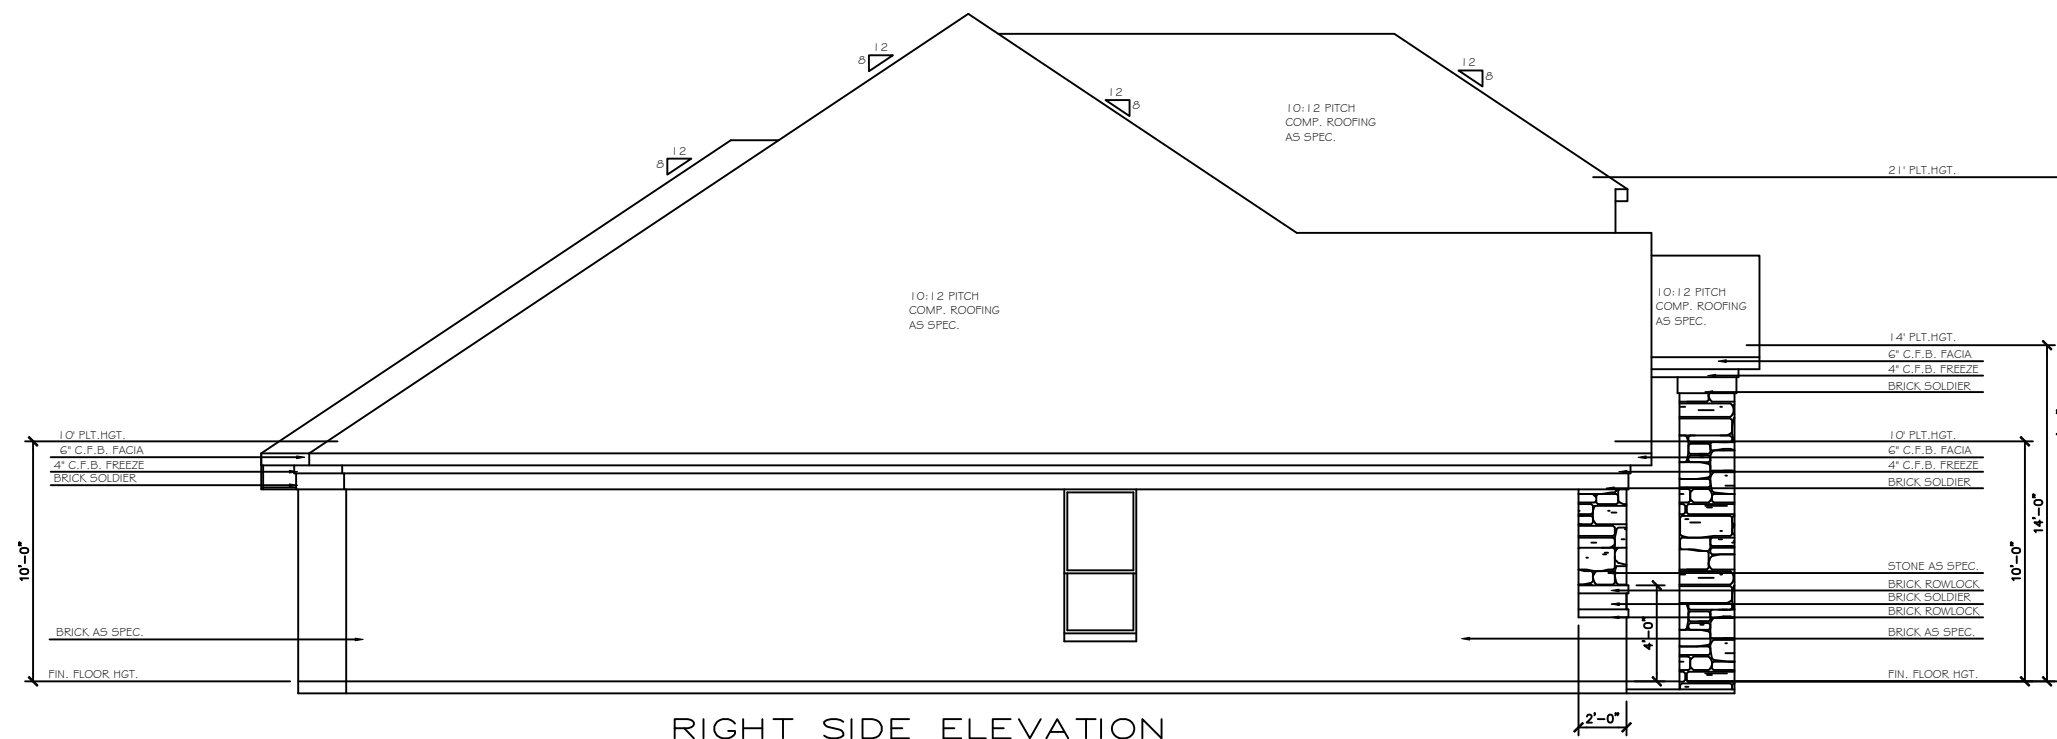 12
8
12
8
12
8
12
8
10:12 PITCH
COMP. ROOFING
AS SPEC.
10:12 PITCH
COMP. ROOFING
AS SPEC.
10:12 PITCH
COMP. ROOFING
AS SPEC.
21' PLT.HGT.
14' PLT.HGT.
6" C.F.B. FACIA
4" C.F.B. FREEZE
BRICK SOLDIER
10' PLT.HGT.
6" C.F.B. FACIA
4" C.F.B. FREEZE
BRICK SOLDIER
10' PLT.HGT.
6" C.F.B. FACIA
4" C.F.B. FREEZE
BRICK SOLDIER
STONE AS SPEC.
BRICK ROWLOCK
BRICK SOLDIER
BRICK ROWLOCK
BRICK AS SPEC.
BRICK AS SPEC.
FIN. FLOOR HGT.
FIN. FLOOR HGT.
10'-0"
4'-0"
10'-0"
14'-0"
2'-0"
RIGHT SIDE ELEVATION